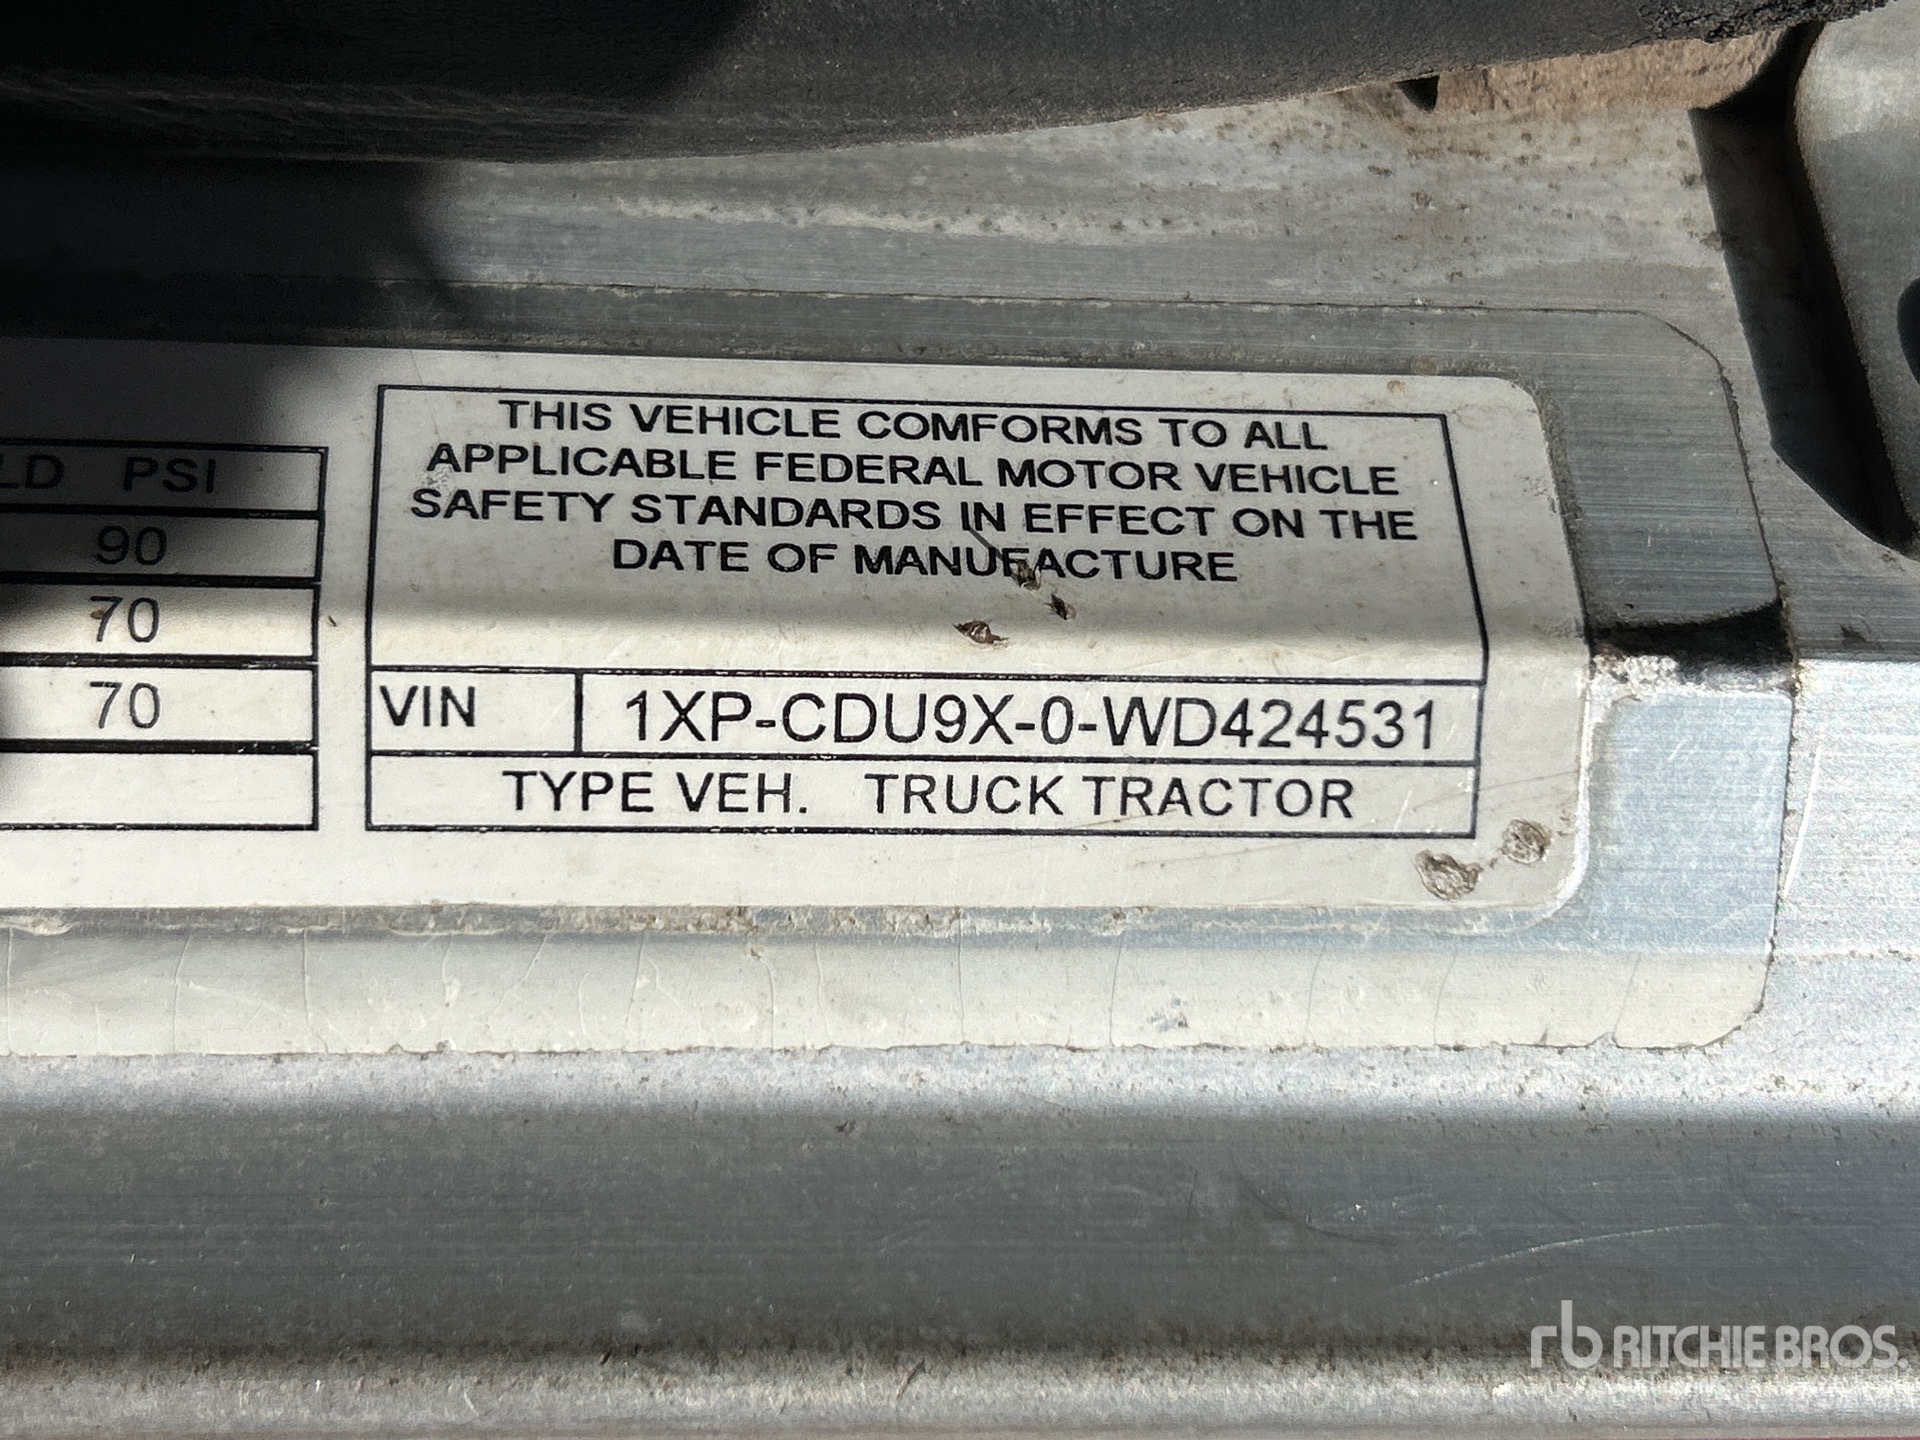 LD PSI
90
70
70
THIS VEHICLE COMFORMS TO ALL
APPLICABLE FEDERAL MOTOR VEHICLE
SAFETY STANDARDS IN EFFECT ON THE
DATE OF MANUFACTURE
VIN 1XP-CDU9X-0-WD424531
TYPE VEH. TRUCK TRACTOR
rb RITCHIE BROS.